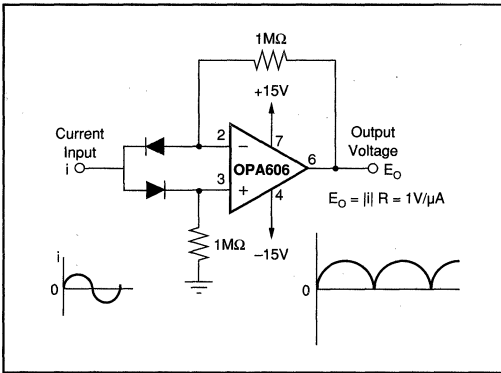 1MΩ
+15V
Current
Input
i
2
−
7
OPA606
6
3
+
4
Output
Voltage
E_O
E_O = |i| R = 1V/µA
1MΩ
−15V
i
0
0